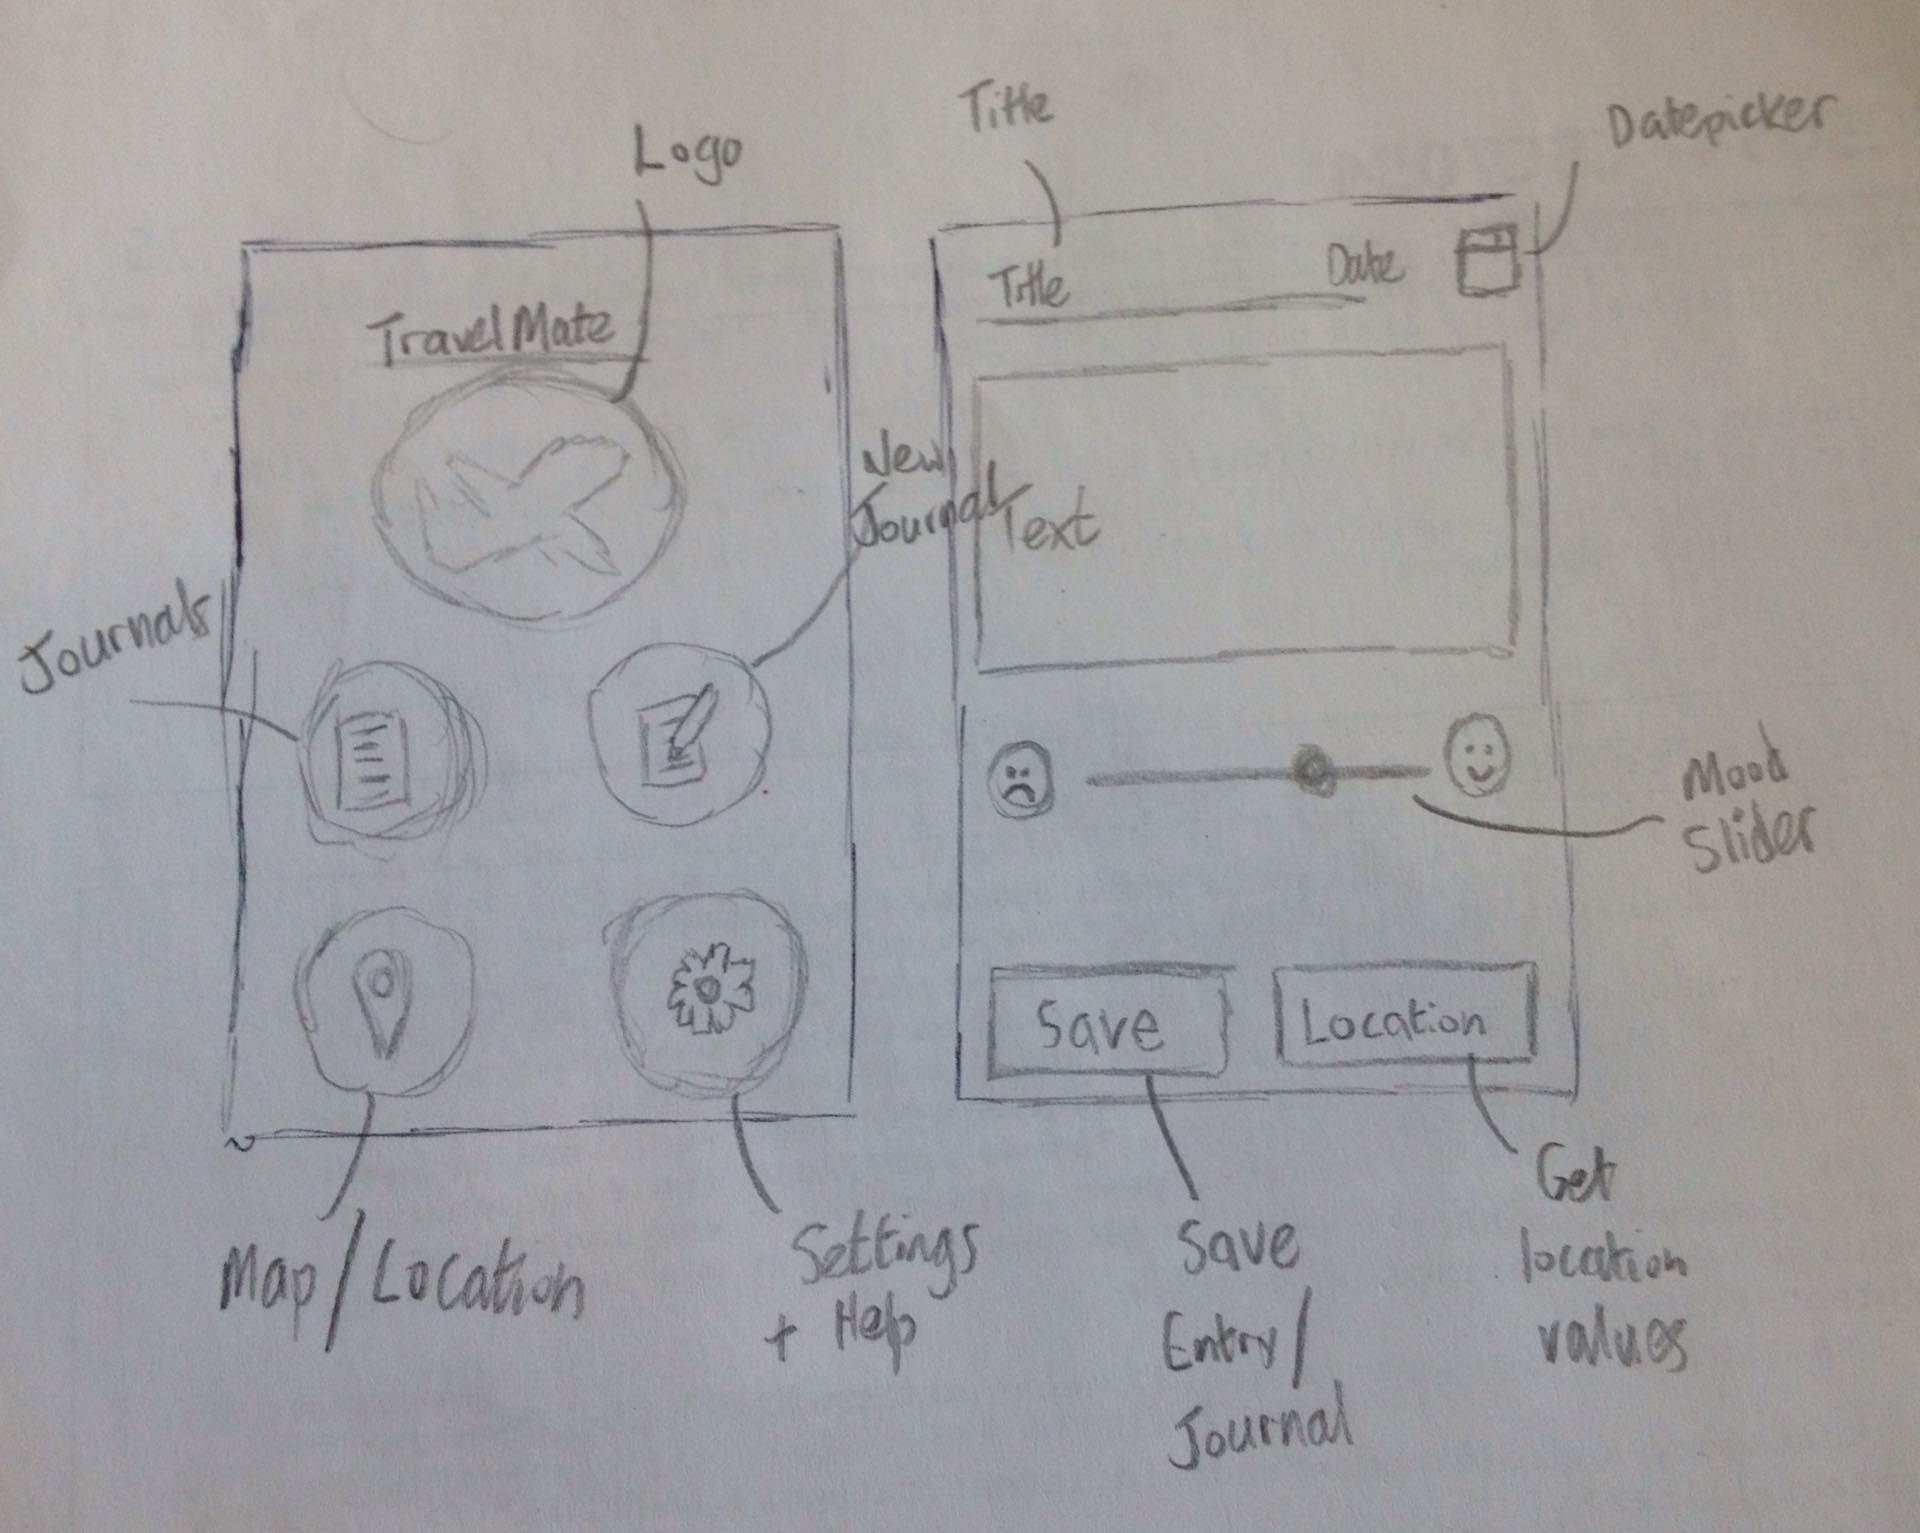 Logo
TravelMate
Journals
New
Journal
Map/Location
Settings
+ Help
Title
Datepicker
Title
Date
Text
Mood
Slider
Save
Location
Save
Entry/
Journal
Get
location
values